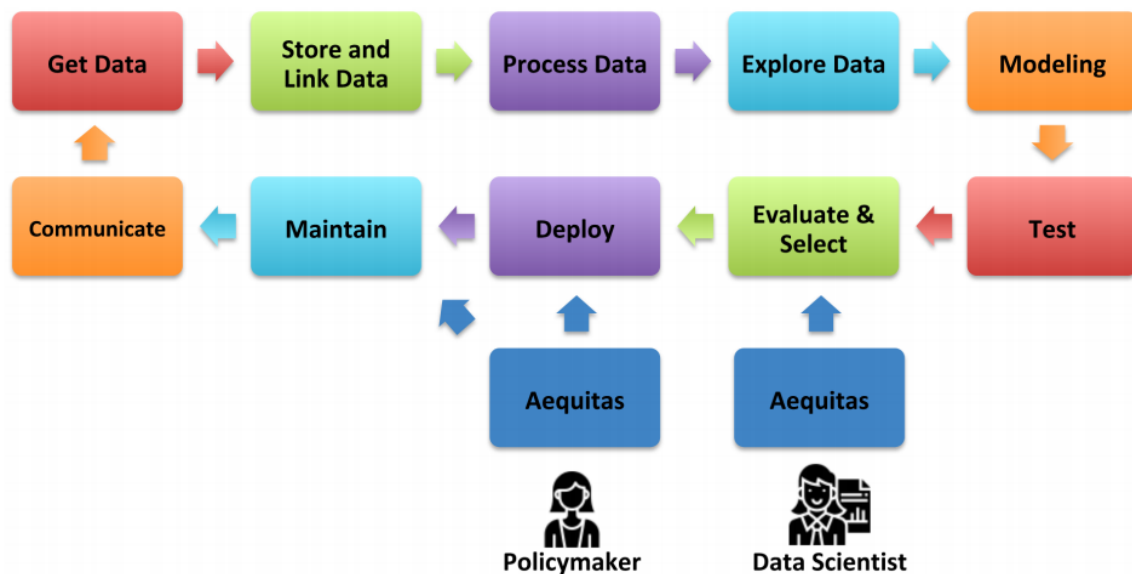 Get Data
Store and
Link Data
Process Data
Explore Data
Modeling
Communicate
Maintain
Deploy
Evaluate &
Select
Test
Aequitas
Aequitas
Policymaker
Data Scientist